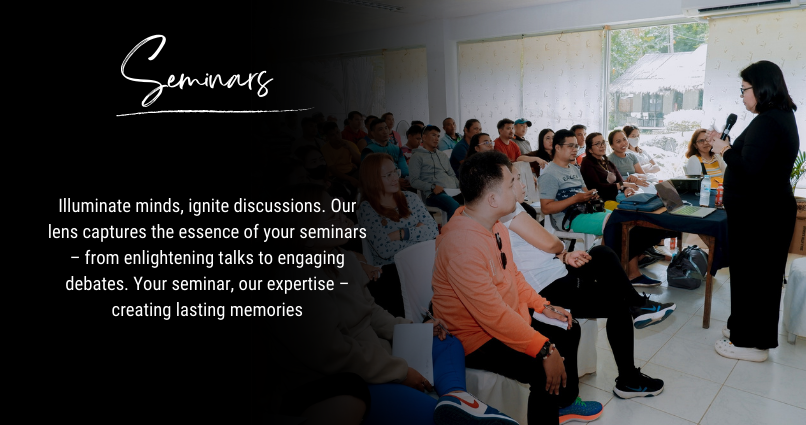 Seminars
Illuminate minds, ignite discussions. Our
lens captures the essence of your seminars
– from enlightening talks to engaging
debates. Your seminar, our expertise –
creating lasting memories